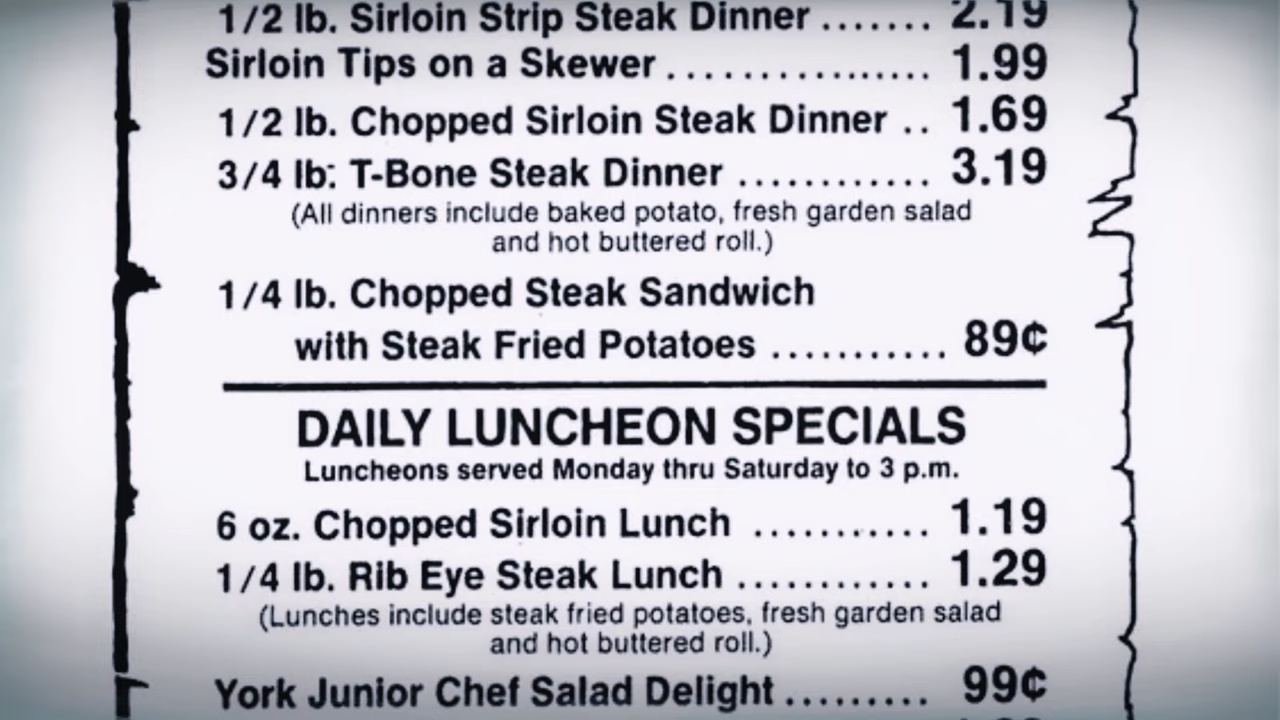 1/2 lb. Sirloin Strip Steak Dinner ....... 2.19
Sirloin Tips on a Skewer ................ 1.99
1/2 lb. Chopped Sirloin Steak Dinner .. 1.69
3/4 lb. T-Bone Steak Dinner ............ 3.19
(All dinners include baked potato, fresh garden salad
and hot buttered roll.)
1/4 lb. Chopped Steak Sandwich
with Steak Fried Potatoes ........... 89¢
DAILY LUNCHEON SPECIALS
Luncheons served Monday thru Saturday to 3 p.m.
6 oz. Chopped Sirloin Lunch ........... 1.19
1/4 lb. Rib Eye Steak Lunch ............ 1.29
(Lunches include steak fried potatoes, fresh garden salad
and hot buttered roll.)
York Junior Chef Salad Delight ......... 99¢